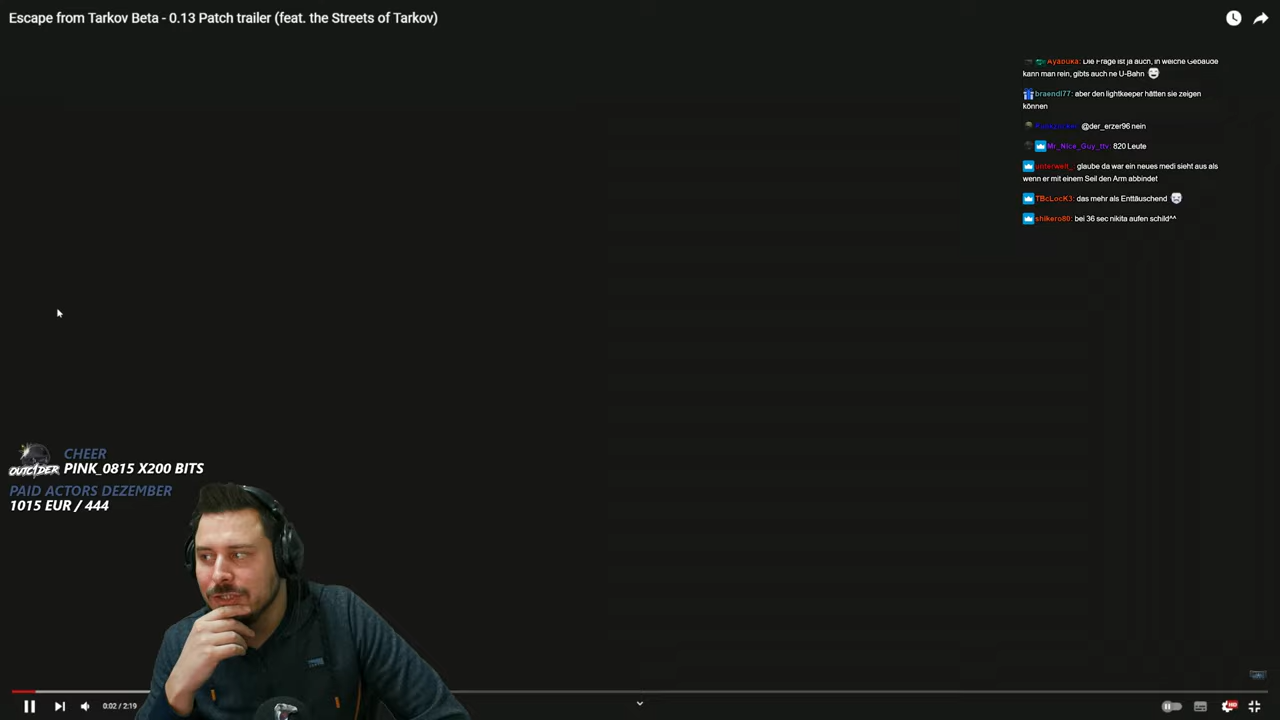 Escape from Tarkov Beta - 0.13 Patch trailer (feat. the Streets of Tarkov)
Ayabuka: Die Frage ist ja auch, in welche Gebäude
kann man rein, gibts auch ne U-Bahn
braendl77: aber den lightkeeper hätten sie zeigen
können
@der_erzer96 nein
Mr_Nice_Guy_ttv: 820 Leute
unterwelt_: glaube da war ein neues medi sieht aus als
wenn er mit einem Seil den Arm abbindet
TBcLocK3: das mehr als Enttäuschend
shikero80: bei 36 sec nikita aufen schild^^
CHEER
OUTC1DER
PINK_0815 X200 BITS
PAID ACTORS DEZEMBER
1015 EUR / 444
0:02 / 2:19
HD